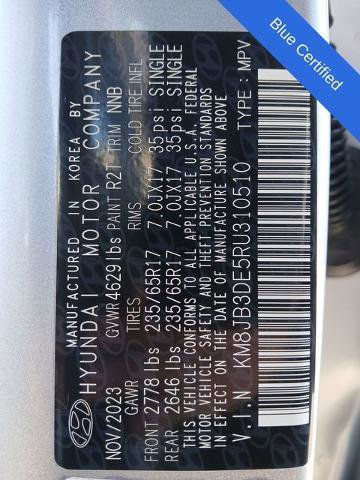 Blue Certified
MANUFACTURED IN KOREA BY
HYUNDAI MOTOR COMPANY
NOV/2023 GVWR 4629 lbs PAINT R2T TRIM NNB
GAWR TIRES RIMS COLD TIRE INFL
FRONT 2778 lbs 235/65R17 7.0JX17 35psi SINGLE
REAR 2646 lbs 235/65R17 7.0JX17 35psi SINGLE
THIS VEHICLE CONFORMS TO ALL APPLICABLE U.S.A. FEDERAL
MOTOR VEHICLE SAFETY AND THEFT PREVENTION STANDARDS
IN EFFECT ON THE DATE OF MANUFACTURE SHOWN ABOVE
V.I.N KM8JB3DE5RU310510 TYPE: MPV